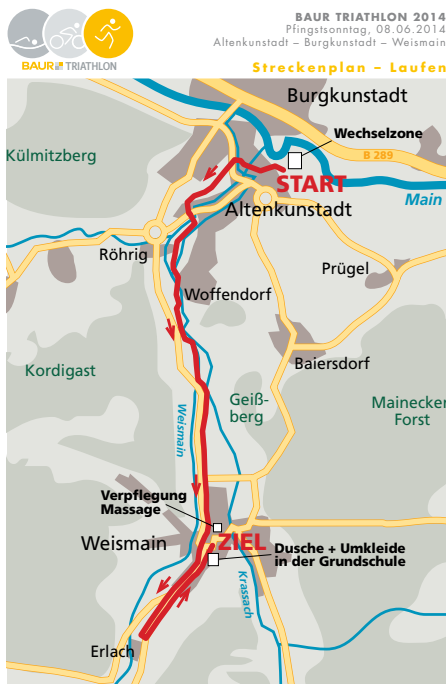 BAUR TRIATHLON 2014
Pfingstsonntag, 08.06.2014
Altenkunstadt – Burgkunstadt – Weismain
BAUR TRIATHLON
Streckenplan – Laufen
Burgkunstadt
Wechselzone
Külmitzberg
B 289
START
Main
Altenkunstadt
Röhrig
Prügel
Woffendorf
Baiersdorf
Kordigast
Geiß-
berg
Mainecker
Forst
Weismain
Verpflegung
Massage
Weismain
ZIEL
Dusche + Umkleide
in der Grundschule
Krassach
Erlach